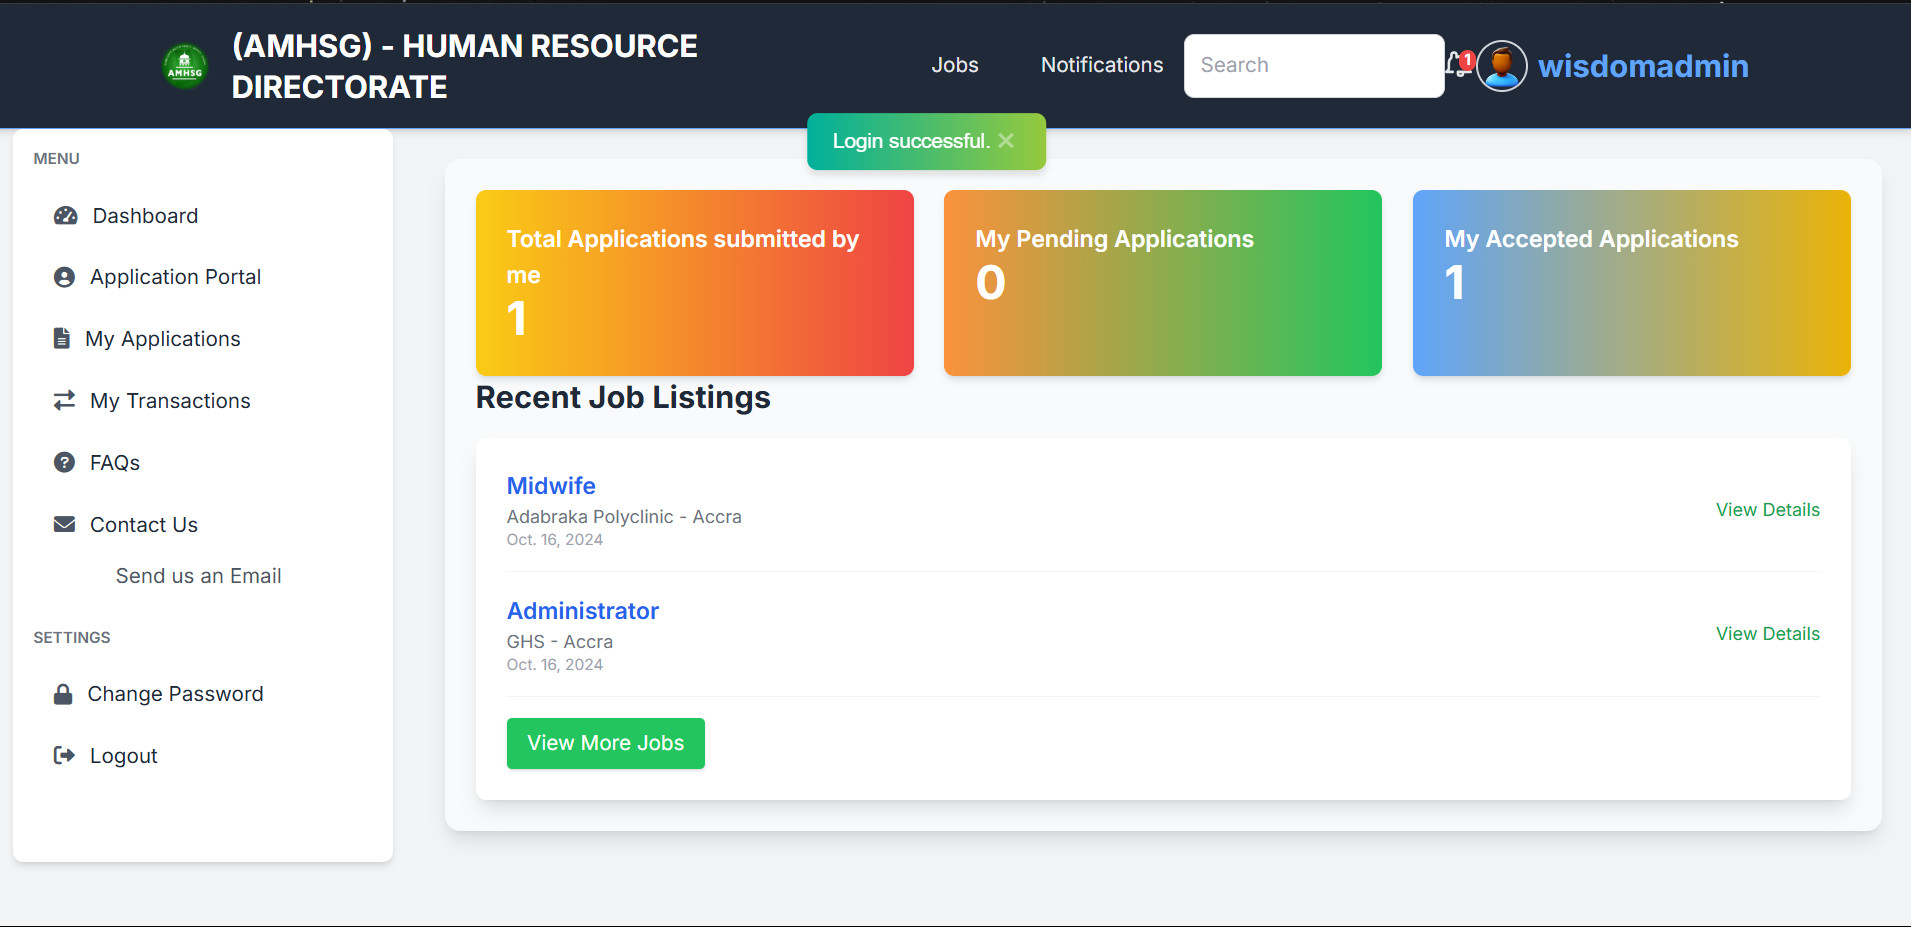 AMHSG
(AMHSG) - HUMAN RESOURCE
DIRECTORATE
Jobs
Notifications
Search
1
wisdomadmin
Login successful. ×
MENU
Dashboard
Application Portal
My Applications
My Transactions
FAQs
Contact Us
Send us an Email
SETTINGS
Change Password
Logout
Total Applications submitted by
me
1
My Pending Applications
0
My Accepted Applications
1
Recent Job Listings
Midwife
Adabraka Polyclinic - Accra
Oct. 16, 2024
View Details
Administrator
GHS - Accra
Oct. 16, 2024
View Details
View More Jobs